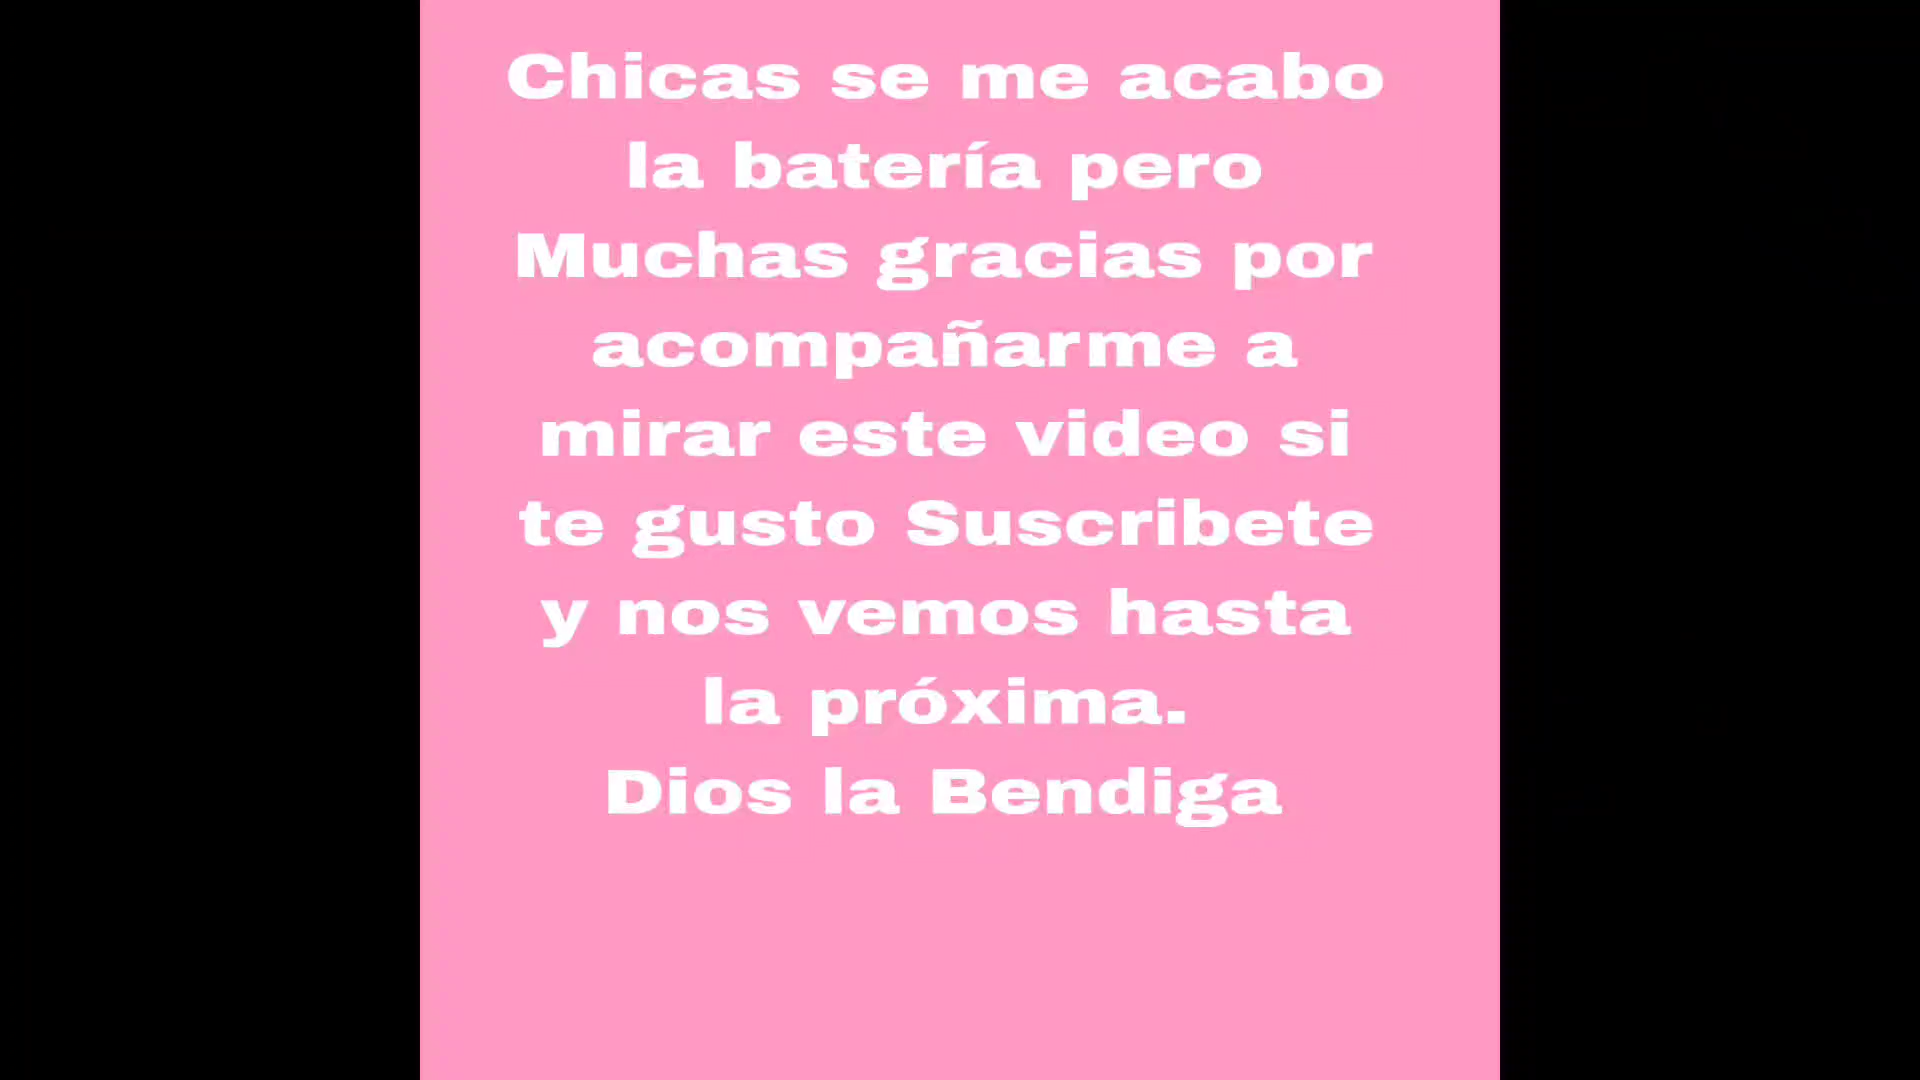 Chicas se me acabo
la batería pero
Muchas gracias por
acompañarme a
mirar este video si
te gusto Suscribete
y nos vemos hasta
la próxima.
Dios la Bendiga